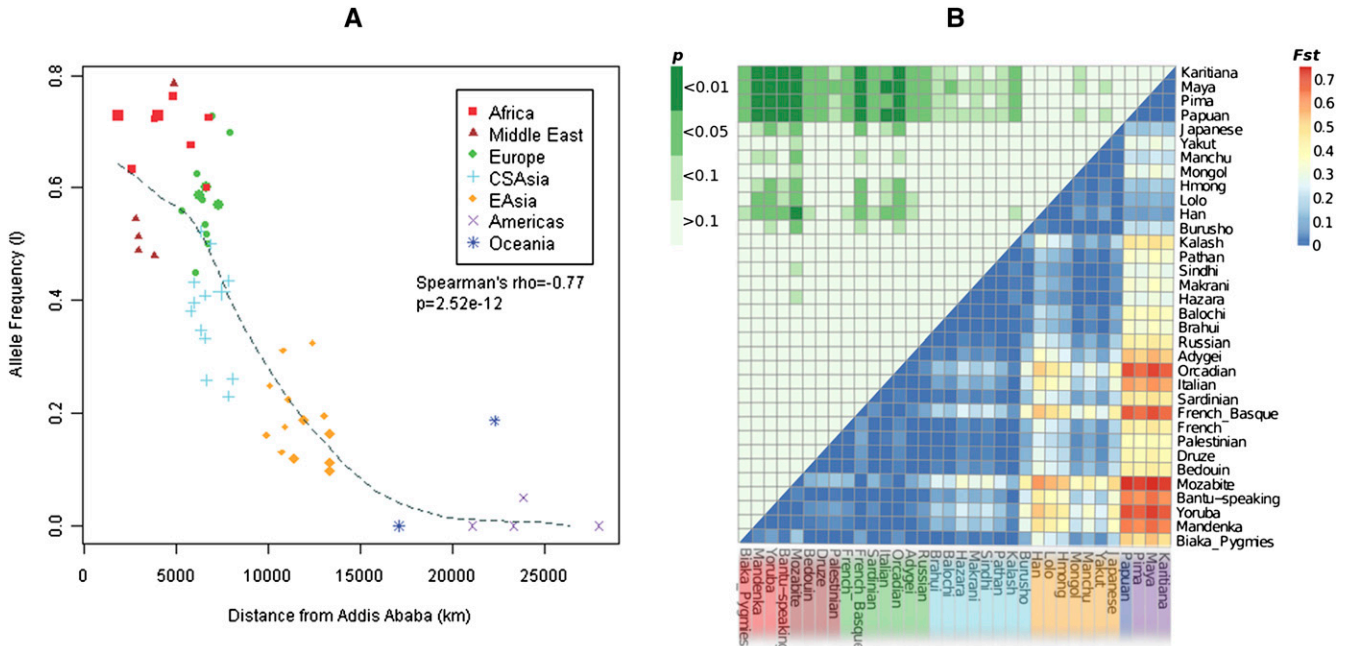 A
B
Allele Frequency (I)
0.8
0.6
0.4
0.2
0.0
0
5000
10000
15000
20000
25000
Distance from Addis Ababa (km)
Africa
Middle East
Europe
CSAsia
EAsia
Americas
Oceania
Spearman's rho=-0.77
p=2.52e-12
p
<0.01
<0.05
<0.1
>0.1
Karitiana
Maya
Pima
Papuan
Japanese
Yakut
Manchu
Mongol
Hmong
Lolo
Han
Burusho
Kalash
Pathan
Sindhi
Makrani
Hazara
Balochi
Brahui
Russian
Adygei
Orcadian
Italian
Sardinian
French_Basque
French
Palestinian
Druze
Bedouin
Mozabite
Bantu-speaking
Yoruba
Mandenka
Biaka_Pygmies
Fst
0.7
0.6
0.5
0.4
0.3
0.2
0.1
0
Biaka_Pygmies
Mandenka
Yoruba
Bantu-speaking
Mozabite
Bedouin
Druze
Palestinian
French
French_Basque
Sardinian
Italian
Orcadian
Adygei
Russian
Brahui
Balochi
Hazara
Makrani
Sindhi
Pathan
Kalash
Burusho
Han
Lolo
Hmong
Mongol
Manchu
Yakut
Japanese
Papuan
Pima
Maya
Karitiana